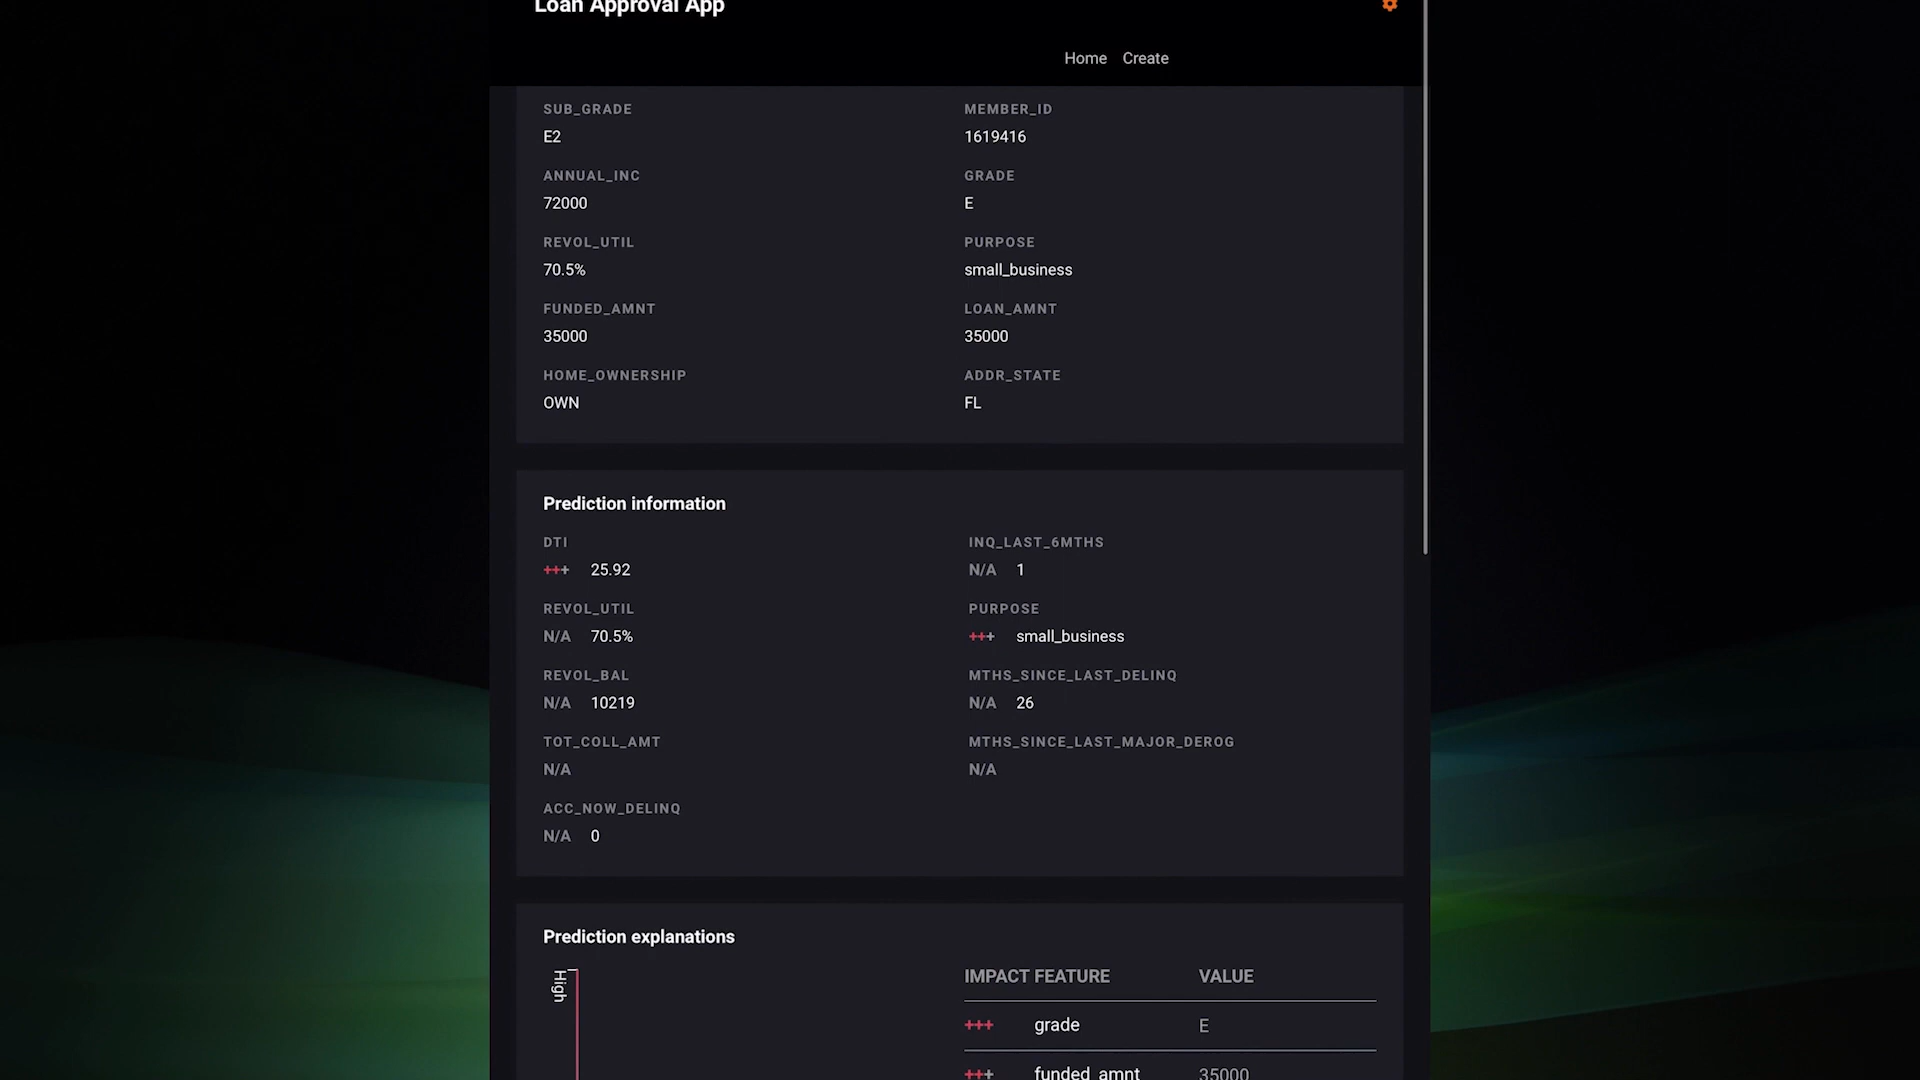 Loan Approval App
Home Create
SUB_GRADE MEMBER_ID
E2 1619416
ANNUAL_INC GRADE
72000 E
REVOL_UTIL PURPOSE
70.5% small_business
FUNDED_AMNT LOAN_AMNT
35000 35000
HOME_OWNERSHIP ADDR_STATE
OWN FL
Prediction information
DTI INQ_LAST_6MTHS
+++ 25.92 N/A 1
REVOL_UTIL PURPOSE
N/A 70.5% +++ small_business
REVOL_BAL MTHS_SINCE_LAST_DELINQ
N/A 10219 N/A 26
TOT_COLL_AMT MTHS_SINCE_LAST_MAJOR_DEROG
N/A N/A
ACC_NOW_DELINQ
N/A 0
Prediction explanations
High
IMPACT FEATURE VALUE
+++ grade E
+++ funded_amnt 35000